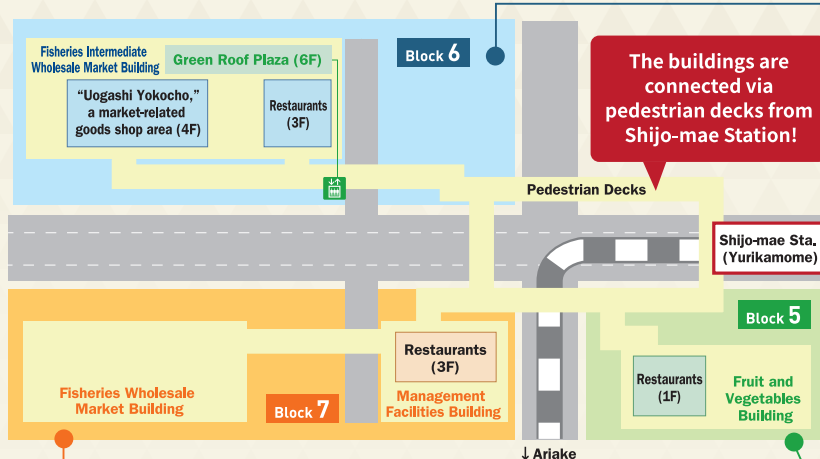 Fisheries Intermediate
Wholesale Market Building
Green Roof Plaza (6F)
Block 6
“Uogashi Yokocho,”
a market-related
goods shop area (4F)
Restaurants
(3F)
The buildings are
connected via
pedestrian decks from
Shijo-mae Station!
Pedestrian Decks
Shijo-mae Sta.
(Yurikamome)
Block 5
Restaurants
(3F)
Fisheries Wholesale
Market Building
Block 7
Management
Facilities Building
Restaurants
(1F)
Fruit and
Vegetables
Building
↓ Ariake